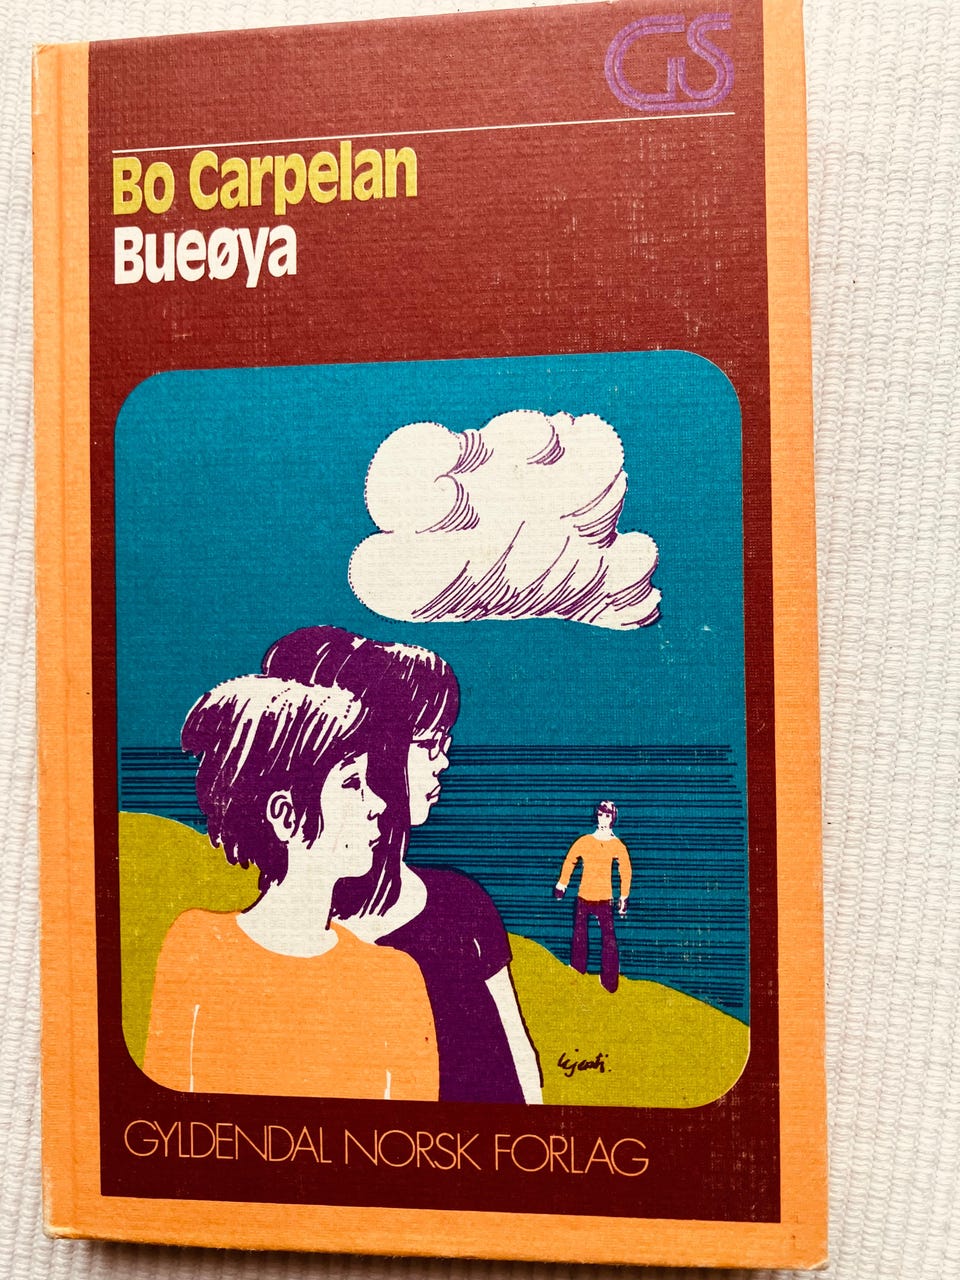 GS
Bo Carpelan
Bueøya
GYLDENDAL NORSK FORLAG